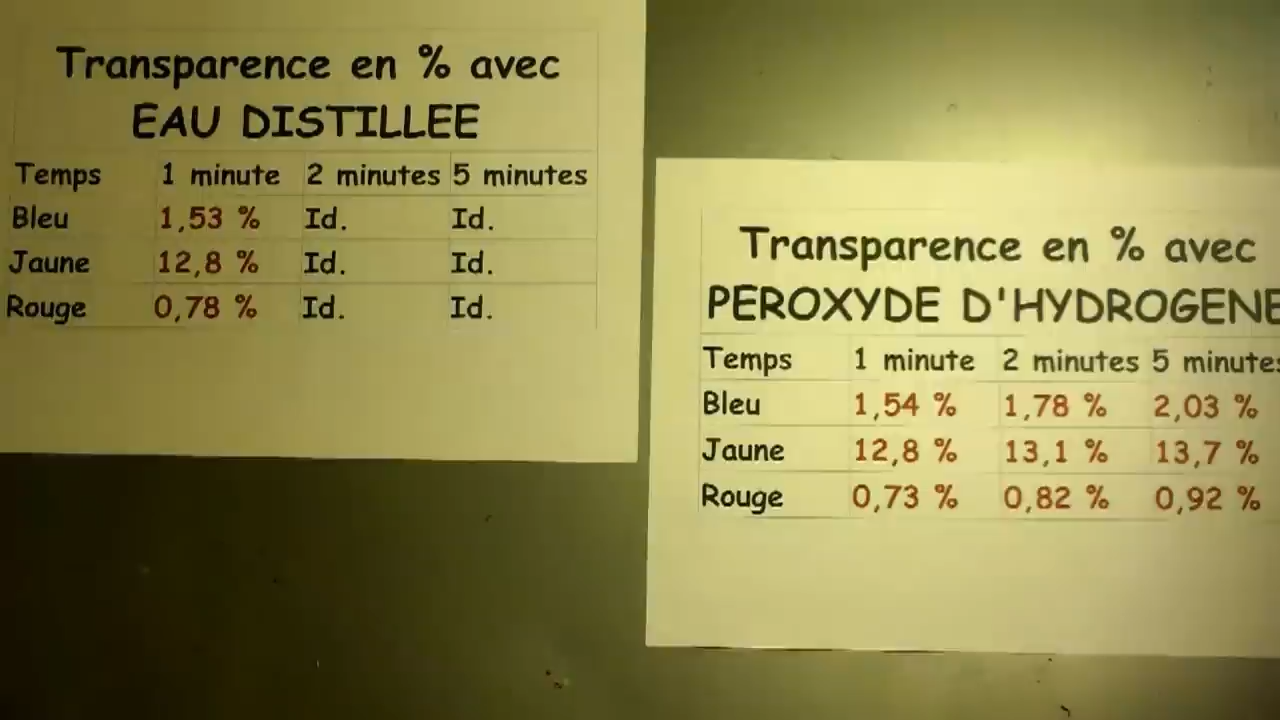 Transparence en % avec
EAU DISTILLEE
Temps 1 minute 2 minutes 5 minutes
Bleu 1,53 % Id. Id.
Jaune 12,8 % Id. Id.
Rouge 0,78 % Id. Id.
Transparence en % avec
PEROXYDE D'HYDROGENE
Temps 1 minute 2 minutes 5 minutes
Bleu 1,54 % 1,78 % 2,03 %
Jaune 12,8 % 13,1 % 13,7 %
Rouge 0,73 % 0,82 % 0,92 %